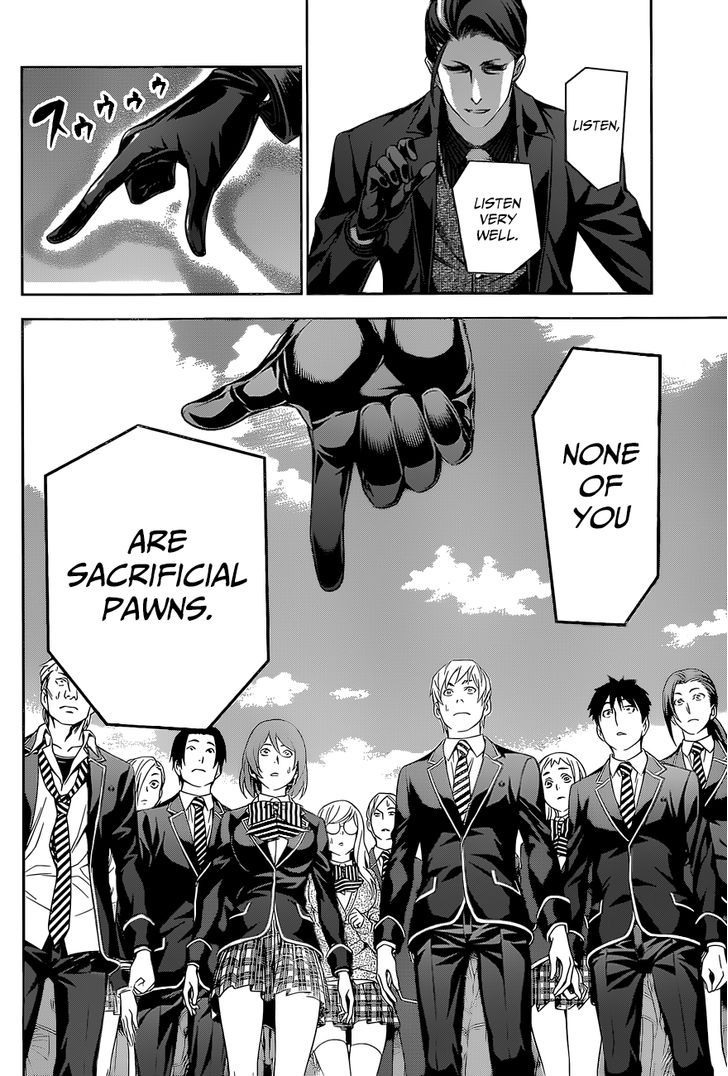 LISTEN,
LISTEN
VERY
WELL.
スゥゥゥゥ
NONE
OF
YOU
ARE
SACRIFICIAL
PAWNS.